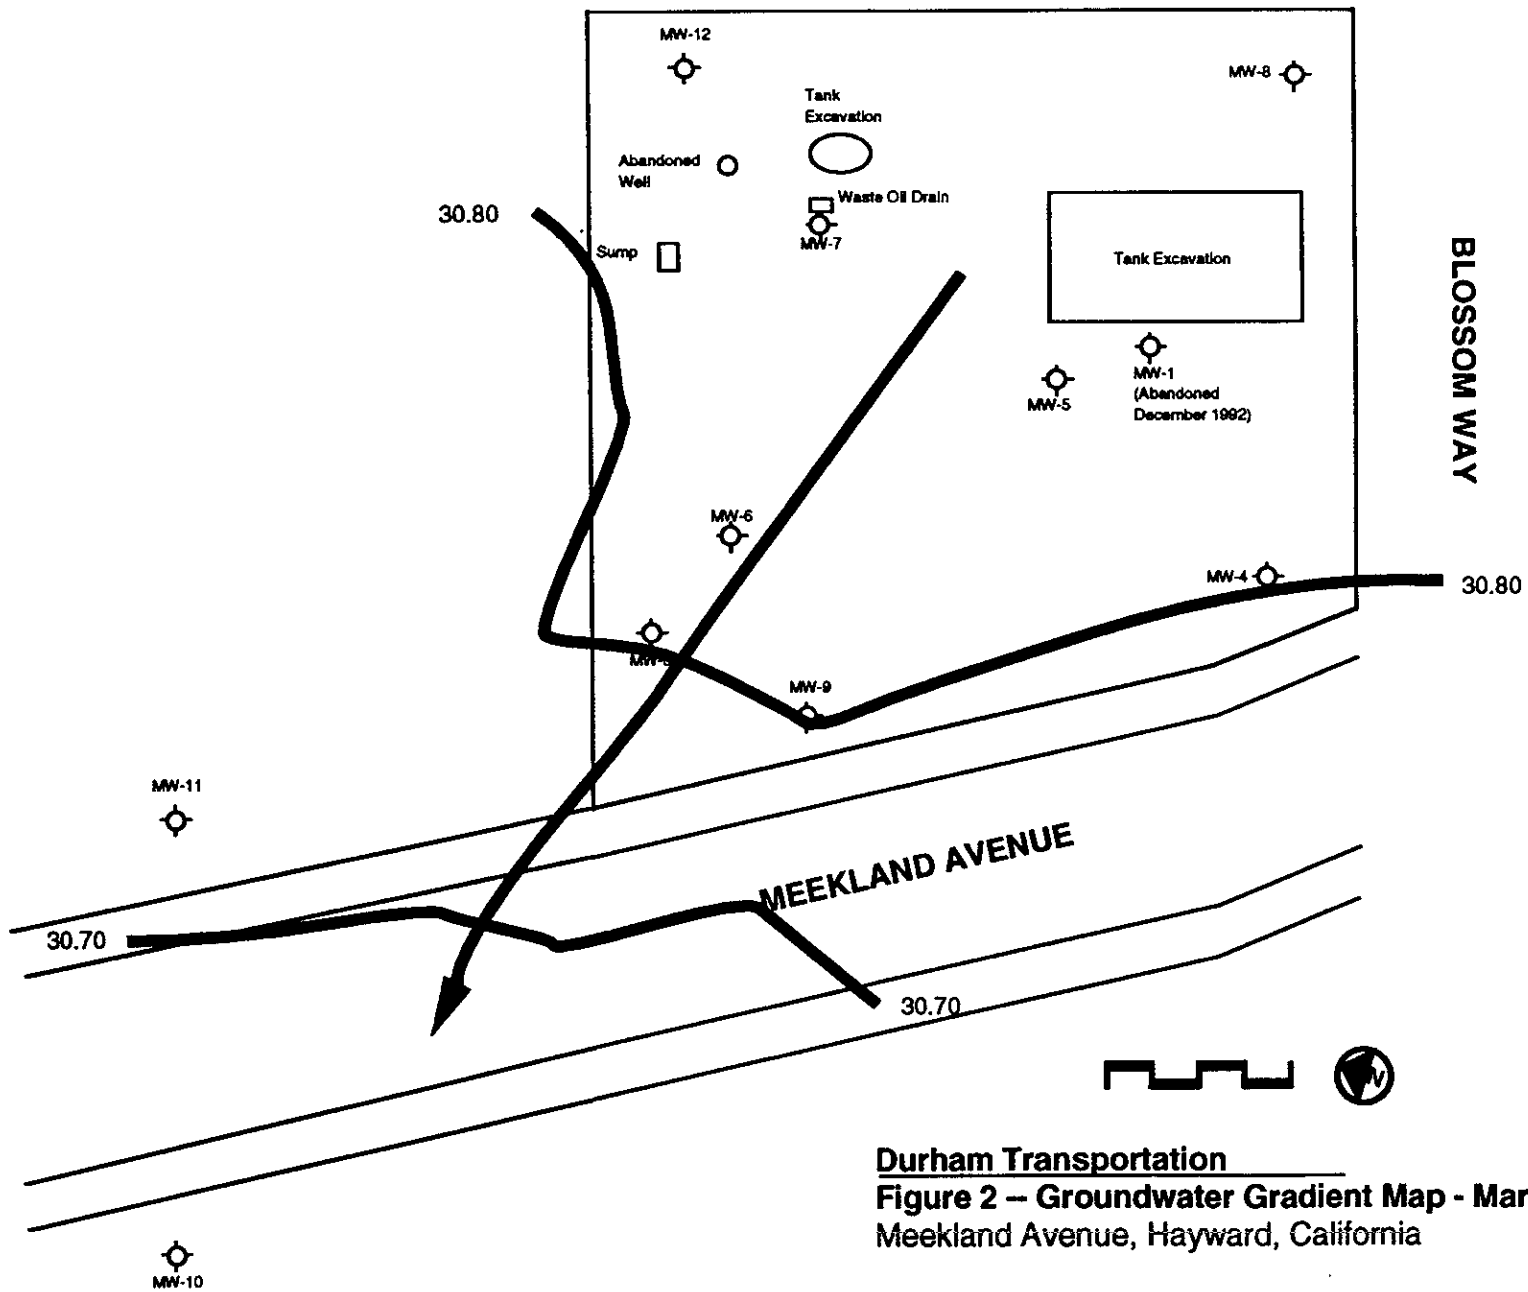 MW-12
MW-8
Tank
Excavation
Abandoned
Well
Waste Oil Drain
MW-7
30.80
Sump
Tank Excavation
BLOSSOM WAY
MW-1
(Abandoned
December 1992)
MW-5
MW-6
MW-4
30.80
MW-9
MW-11
MEEKLAND AVENUE
30.70
30.70
Durham Transportation
Figure 2 – Groundwater Gradient Map - Mar
Meekland Avenue, Hayward, California
MW-10